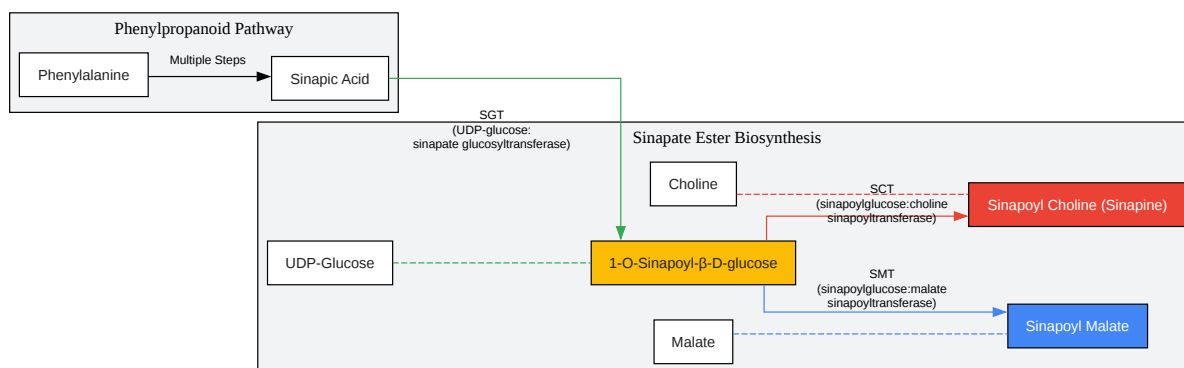 Phenylpropanoid Pathway
Phenylalanine
Multiple Steps
Sinapic Acid
SGT
(UDP-glucose:
sinapate glucosyltransferase)
Sinapate Ester Biosynthesis
Choline
SCT
(sinapoylglucose:choline
sinapoyltransferase)
Sinapoyl Choline (Sinapine)
UDP-Glucose
1-O-Sinapoyl-β-D-glucose
SMT
(sinapoylglucose:malate
sinapoyltransferase)
Sinapoyl Malate
Malate